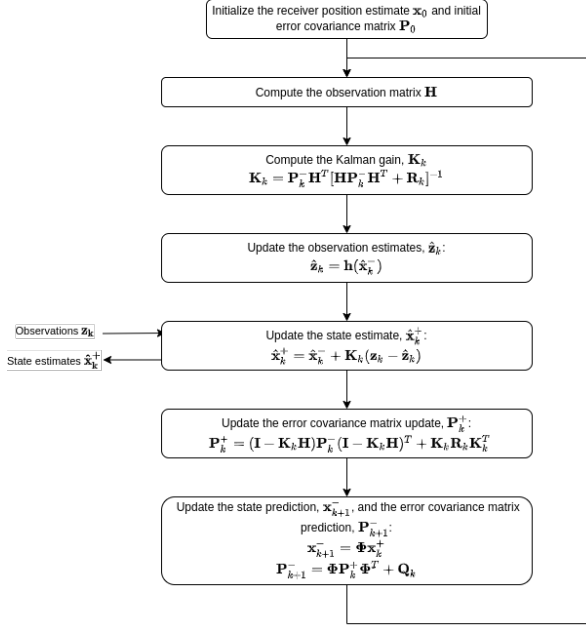 Initialize the receiver position estimate x₀ and initial
error covariance matrix P₀
Compute the observation matrix H
Compute the Kalman gain, Kₖ
Kₖ = Pₖ⁻Hᵀ[HPₖ⁻Hᵀ + Rₖ]⁻¹
Update the observation estimates, ẑₖ:
ẑₖ = h(x̂ₖ⁻)
Observations zₖ
State estimates x̂ₖ⁺
Update the state estimate, x̂ₖ⁺:
x̂ₖ⁺ = x̂ₖ⁻ + Kₖ(zₖ − ẑₖ)
Update the error covariance matrix update, Pₖ⁺:
Pₖ⁺ = (I − KₖH)Pₖ⁻(I − KₖH)ᵀ + KₖRₖKₖᵀ
Update the state prediction, xₖ₊₁⁻, and the error covariance matrix
prediction, Pₖ₊₁⁻:
xₖ₊₁⁻ = Φxₖ⁺
Pₖ₊₁⁻ = ΦPₖ⁺Φᵀ + Qₖ